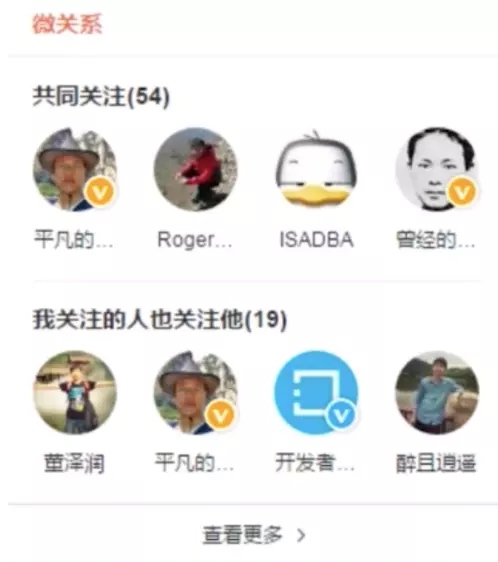 微关系
共同关注(54)
平凡的... Roger... ISADBA 曾经的...
我关注的人也关注他(19)
董泽润 平凡的... 开发者... 醉且逍遥
查看更多 >